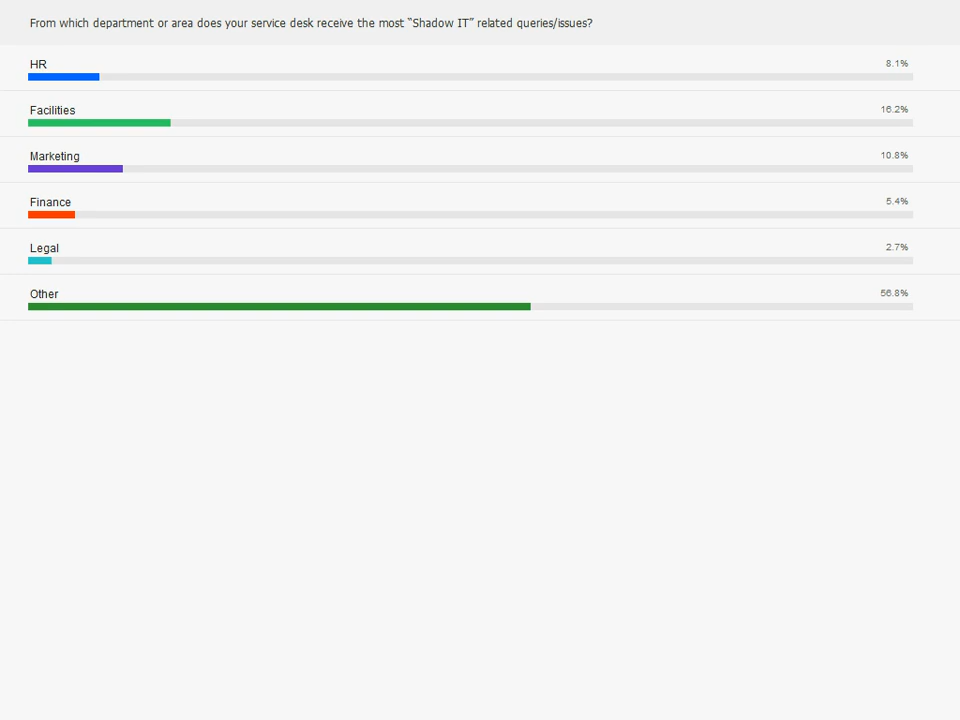 From which department or area does your service desk receive the most “Shadow IT” related queries/issues?
HR 8.1%
Facilities 16.2%
Marketing 10.8%
Finance 5.4%
Legal 2.7%
Other 56.8%